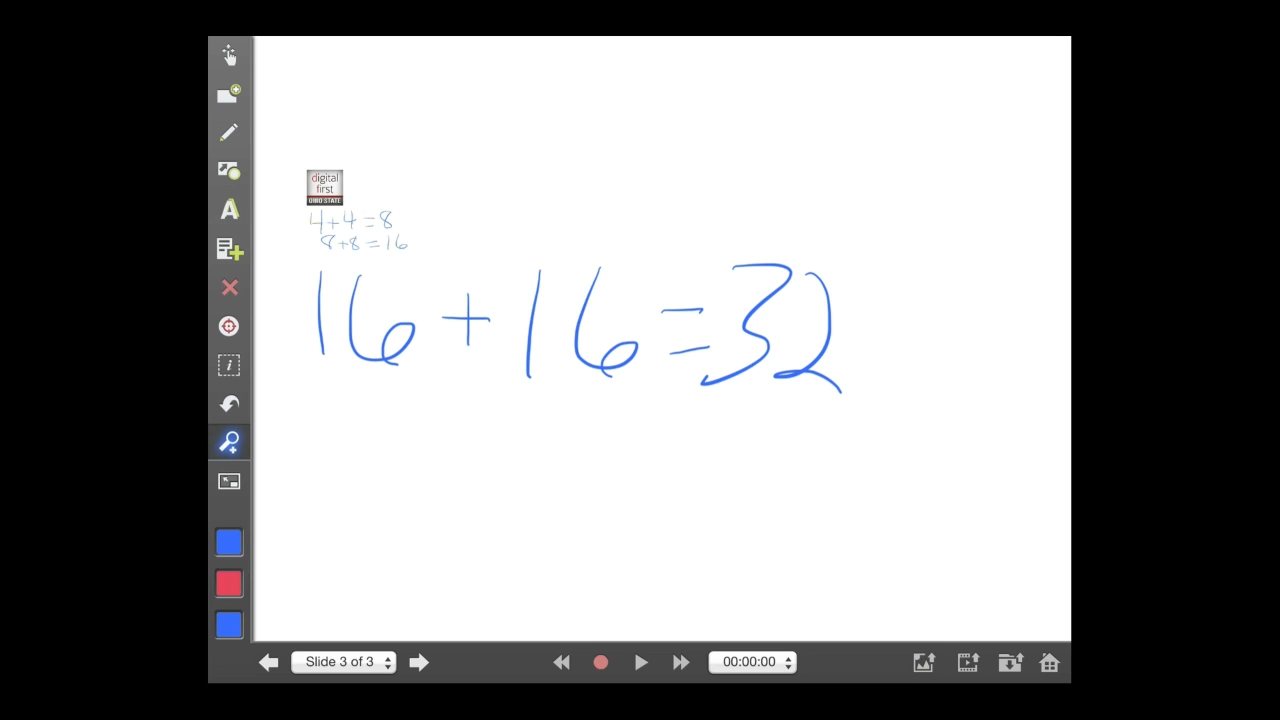 digital
first
OHIO STATE
4+4=8
8+8=16
16+16=32
A
i
Slide 3 of 3
00:00:00